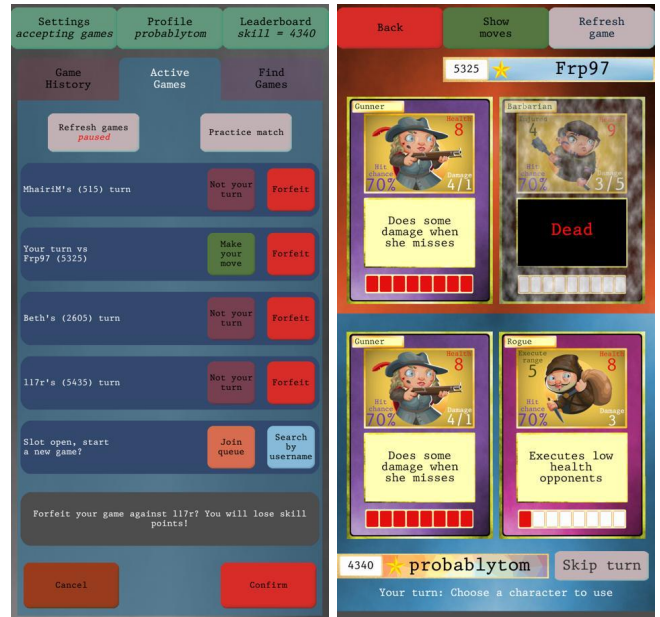 Settings
accepting games
Profile
probablytom
Leaderboard
skill = 4340
Game
History
Active
Games
Find
Games
Refresh games
paused
Practice match
MhairiM's (515) turn
Not your
turn
Forfeit
Your turn vs
Frp97 (5325)
Make
your
move
Forfeit
Beth's (2605) turn
Not your
turn
Forfeit
ll7r's (5435) turn
Not your
turn
Forfeit
Slot open, start
a new game?
Join
queue
Search
by
username
Forfeit your game against ll7r? You will lose skill
points!
Cancel
Confirm
Back
Show
moves
Refresh
game
5325
Frp97
Gunner
Health
8
Hit
chance
70%
Damage
4/1
Does some
damage when
she misses
Barbarian
4
9
Hit
chance
70%
Damage
3/5
Dead
Gunner
Health
8
Hit
chance
70%
Damage
4/1
Does some
damage when
she misses
Rogue
Execute
range
5
Health
8
Hit
chance
70%
Damage
3
Executes low
health
opponents
4340
probablytom
Skip turn
Your turn: Choose a character to use